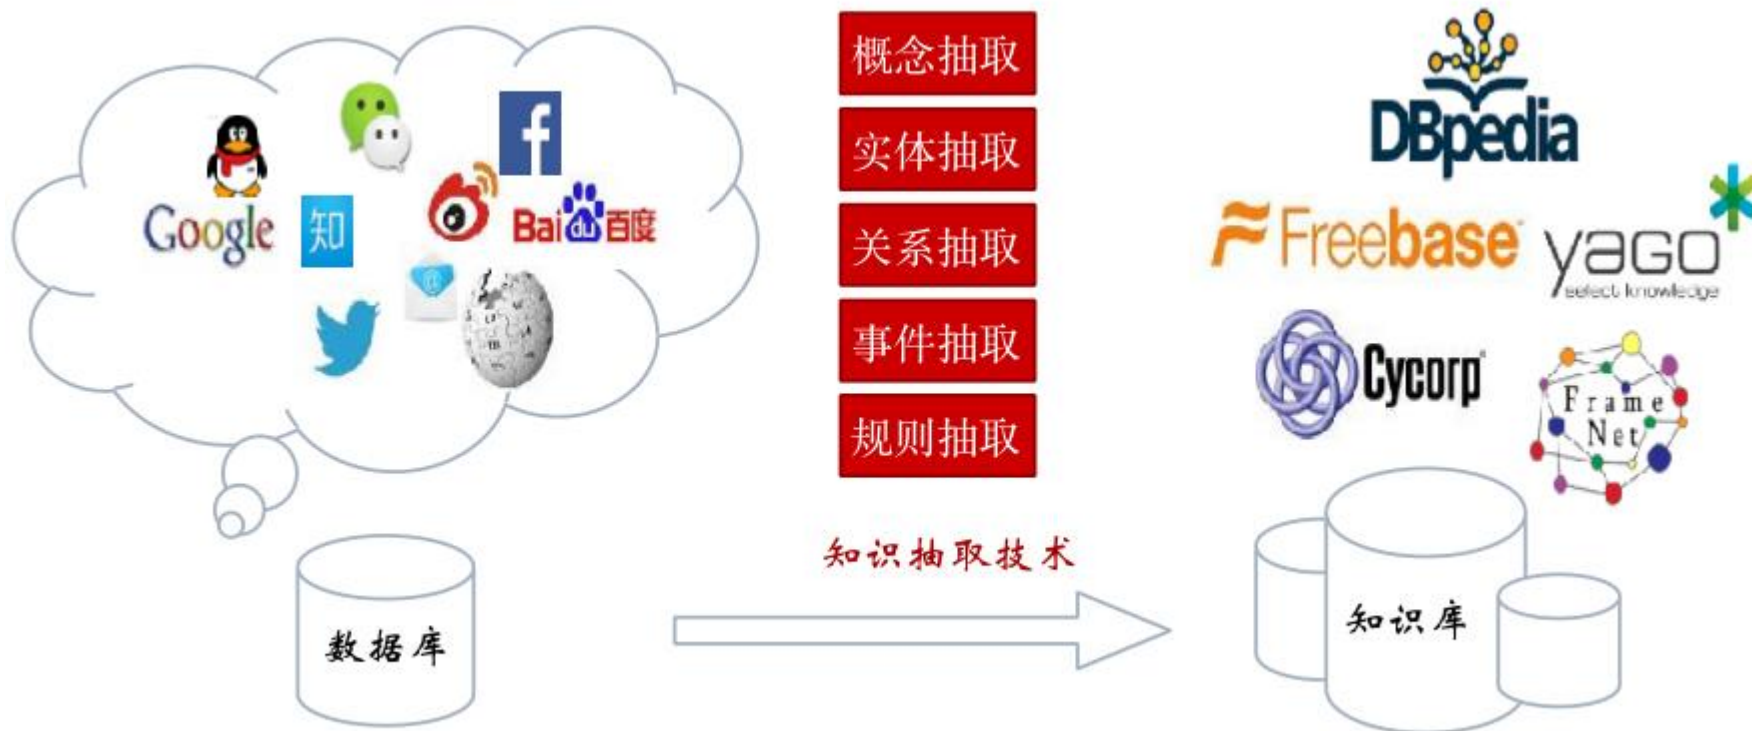 Google
知
f
Bai du 百度
@
数据库
概念抽取
实体抽取
关系抽取
事件抽取
规则抽取
知识抽取技术
DBpedia
Freebase
yago
select knowledge
Cycorp
Frame
Net
知识库